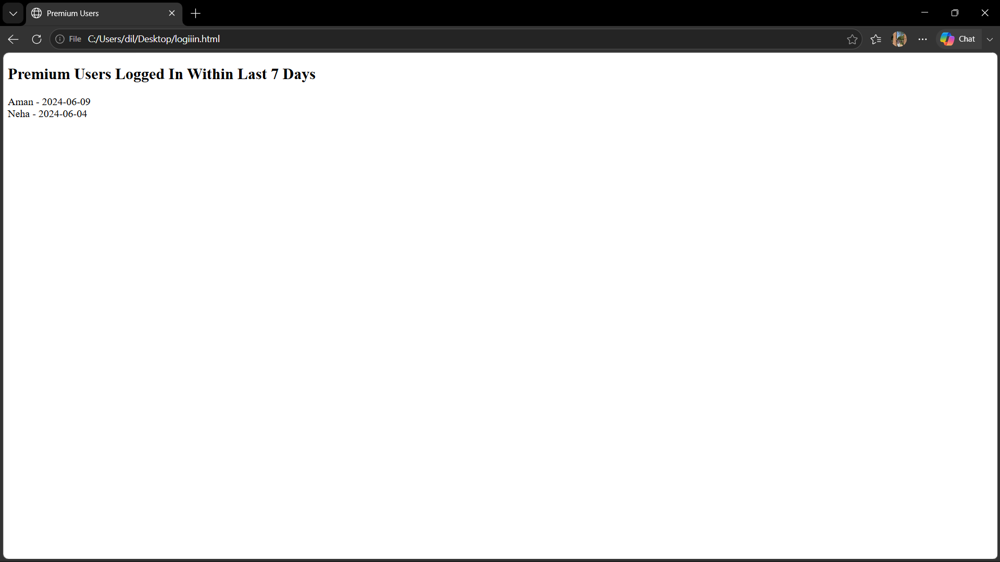 Premium Users
File C:/Users/dil/Desktop/logiiin.html
Chat
Premium Users Logged In Within Last 7 Days
Aman - 2024-06-09
Neha - 2024-06-04